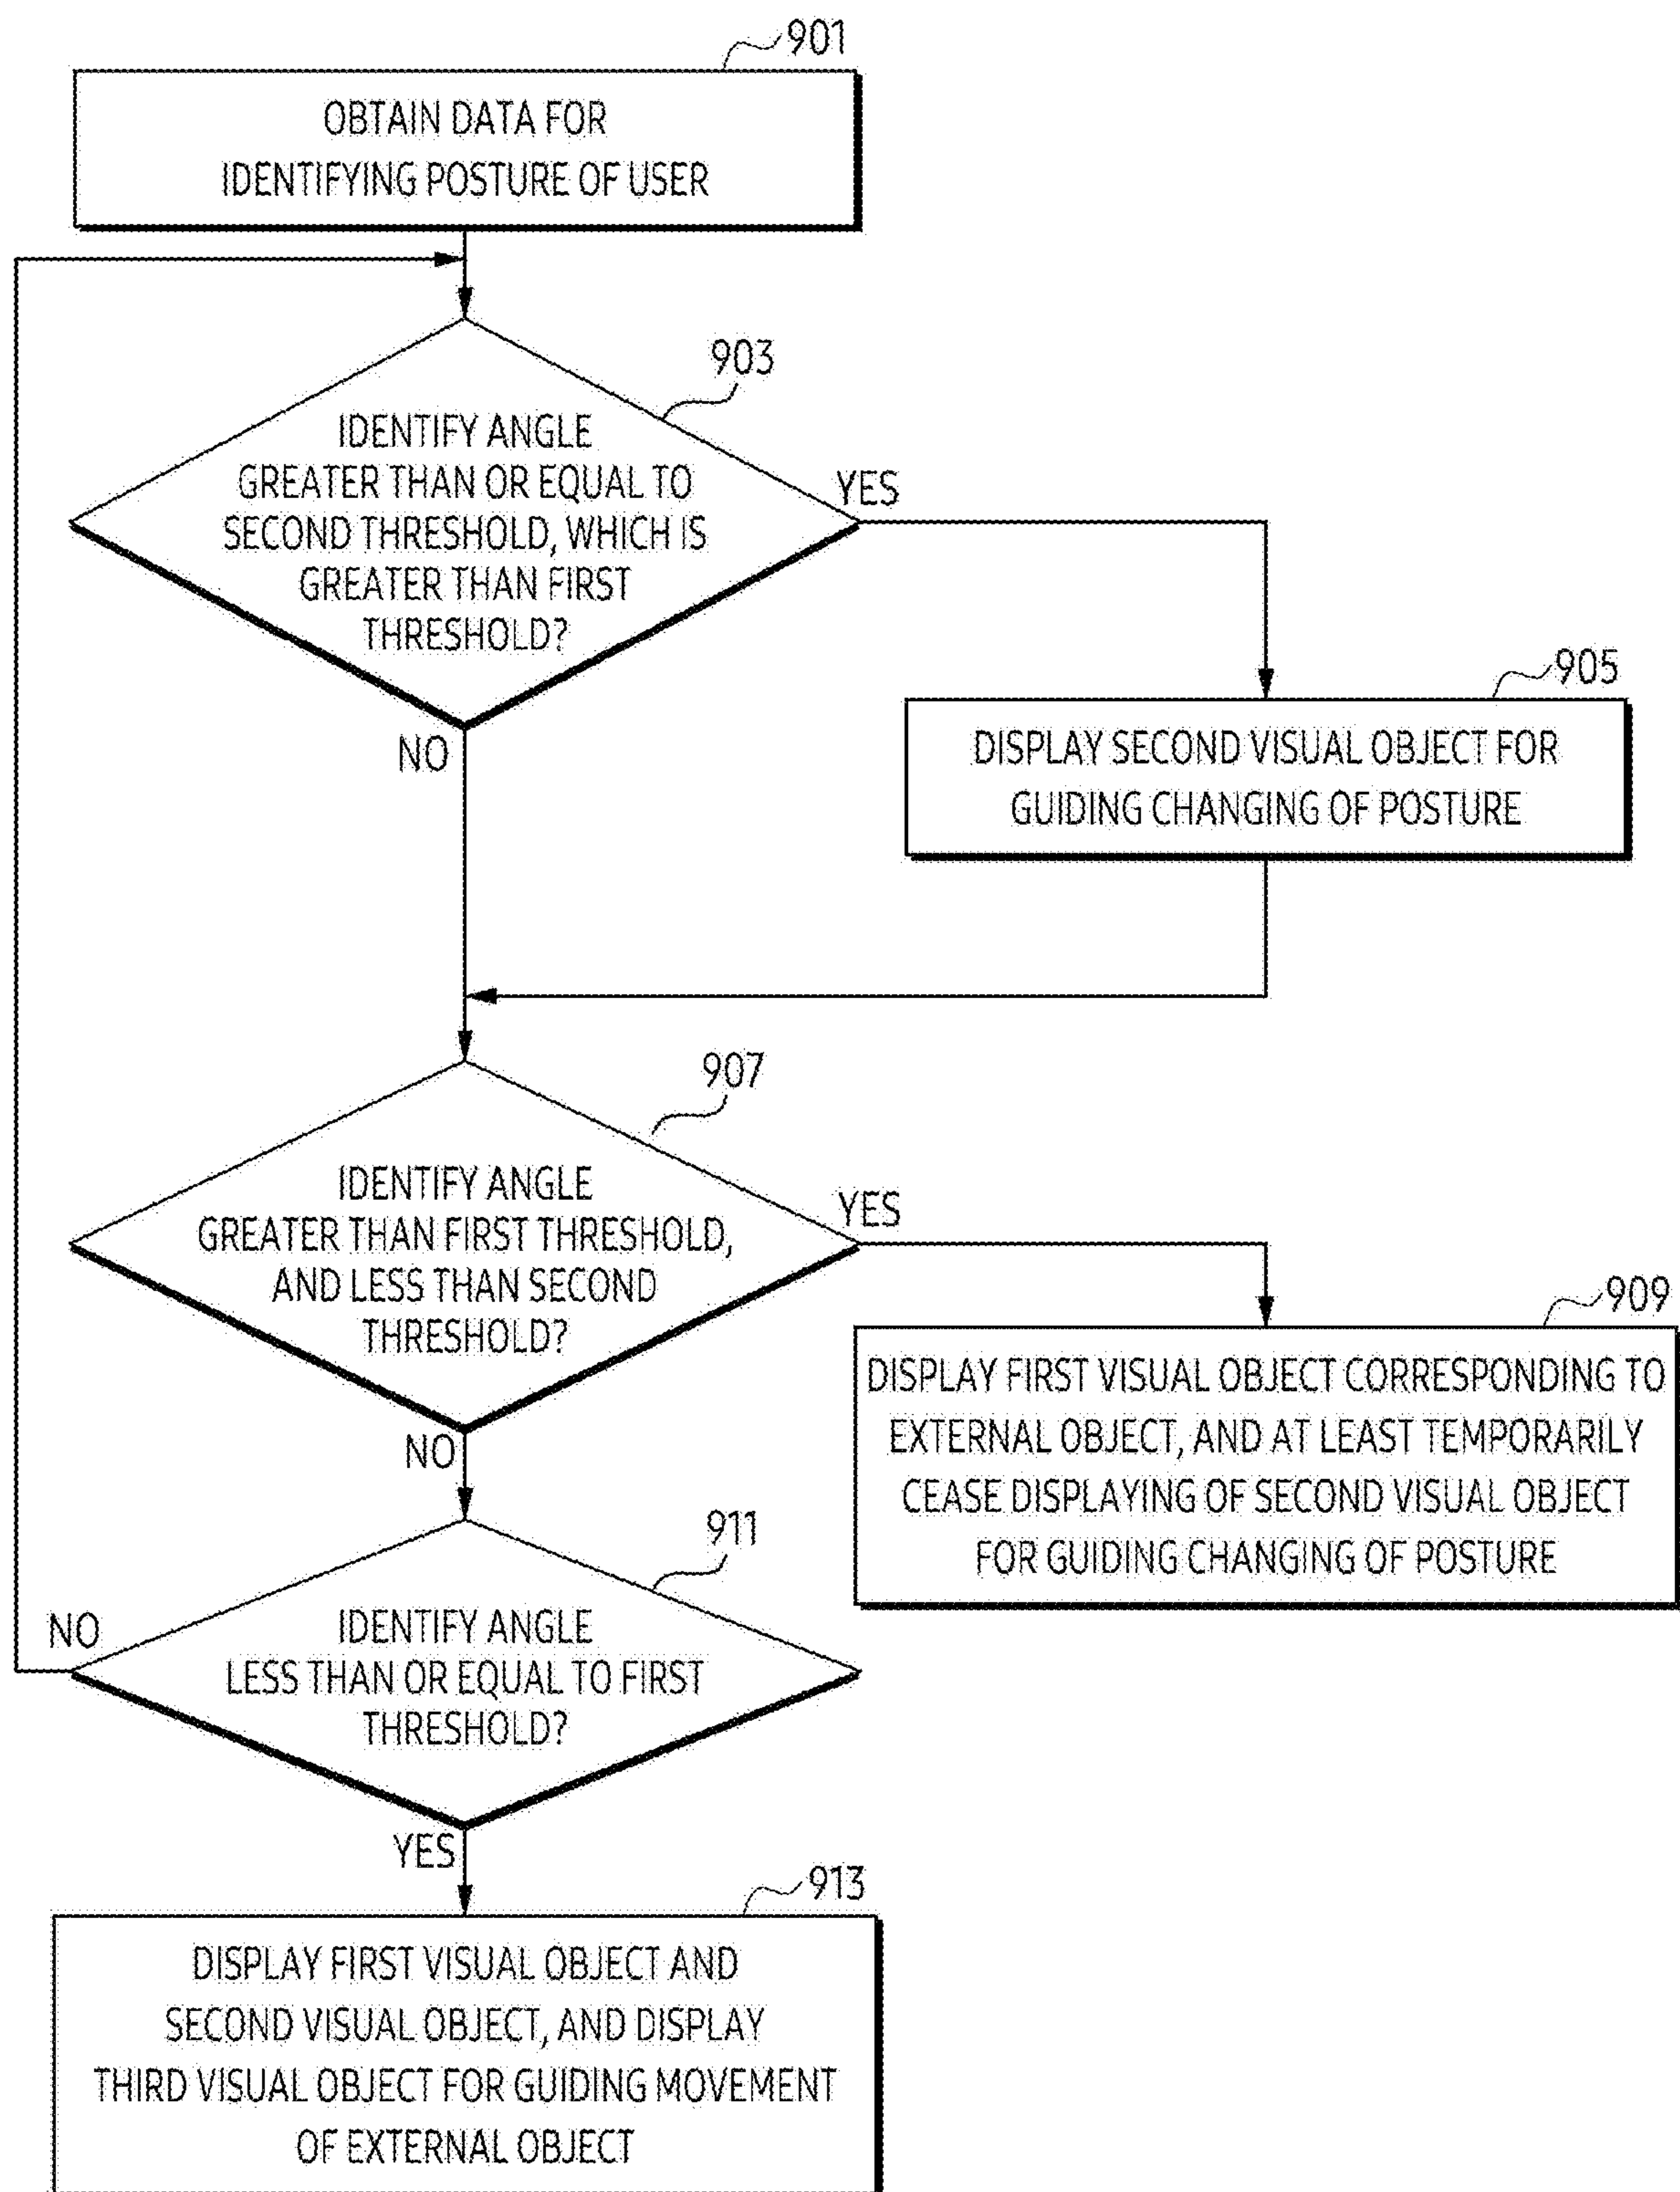 901
OBTAIN DATA FOR
IDENTIFYING POSTURE OF USER
903
IDENTIFY ANGLE
GREATER THAN OR EQUAL TO
SECOND THRESHOLD, WHICH IS
GREATER THAN FIRST
THRESHOLD?
YES
NO
905
DISPLAY SECOND VISUAL OBJECT FOR
GUIDING CHANGING OF POSTURE
907
IDENTIFY ANGLE
GREATER THAN FIRST THRESHOLD,
AND LESS THAN SECOND
THRESHOLD?
YES
NO
909
DISPLAY FIRST VISUAL OBJECT CORRESPONDING TO
EXTERNAL OBJECT, AND AT LEAST TEMPORARILY
CEASE DISPLAYING OF SECOND VISUAL OBJECT
FOR GUIDING CHANGING OF POSTURE
911
IDENTIFY ANGLE
LESS THAN OR EQUAL TO FIRST
THRESHOLD?
NO
YES
913
DISPLAY FIRST VISUAL OBJECT AND
SECOND VISUAL OBJECT, AND DISPLAY
THIRD VISUAL OBJECT FOR GUIDING MOVEMENT
OF EXTERNAL OBJECT